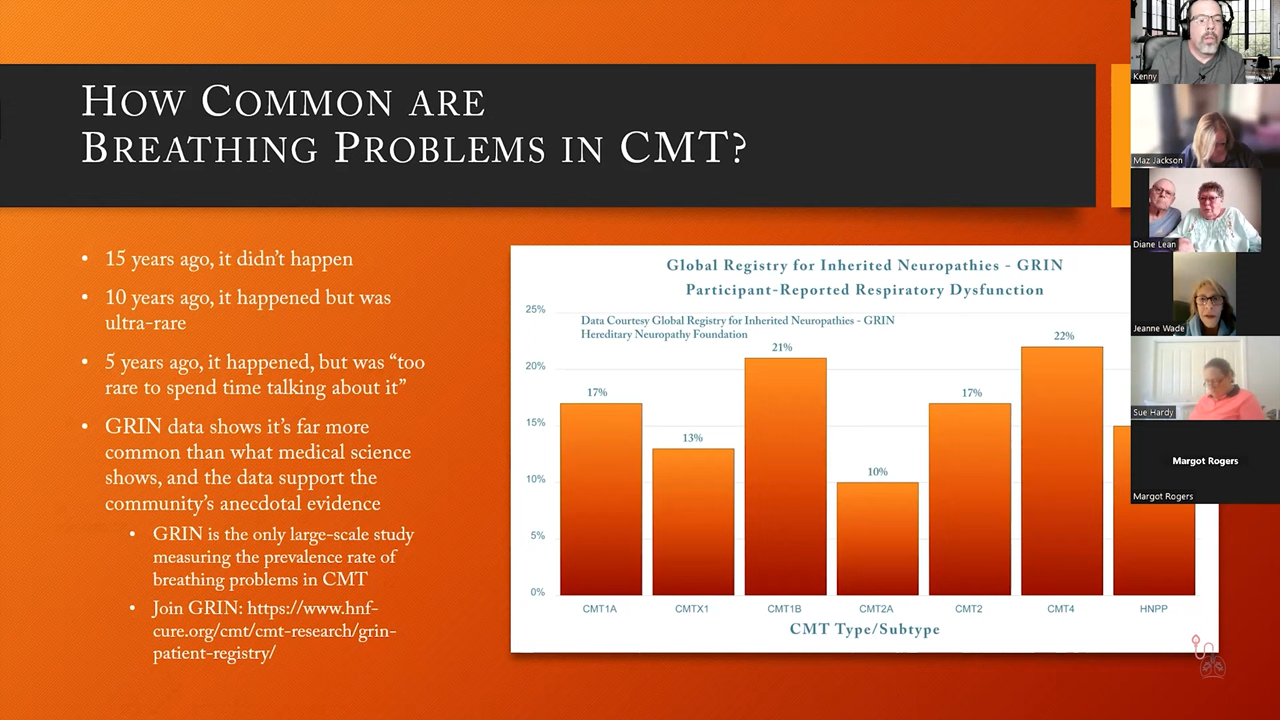 HOW COMMON ARE
BREATHING PROBLEMS IN CMT?
• 15 years ago, it didn't happen
• 10 years ago, it happened but was
ultra-rare
• 5 years ago, it happened, but was “too
rare to spend time talking about it”
• GRIN data shows it's far more
common than what medical science
shows, and the data support the
community's anecdotal evidence
• GRIN is the only large-scale study
measuring the prevalence rate of
breathing problems in CMT
• Join GRIN: https://www.hnf-
cure.org/cmt/cmt-research/grin-
patient-registry/
Global Registry for Inherited Neuropathies - GRIN
Participant-Reported Respiratory Dysfunction
Data Courtesy Global Registry for Inherited Neuropathies - GRIN
Hereditary Neuropathy Foundation
25%
20%
15%
10%
5%
0%
17%
13%
21%
10%
17%
22%
CMT1A
CMTX1
CMT1B
CMT2A
CMT2
CMT4
HNPP
CMT Type/Subtype
Kenny
Maz Jackson
Diane Lean
Jeanne Wade
Sue Hardy
Margot Rogers
Margot Rogers